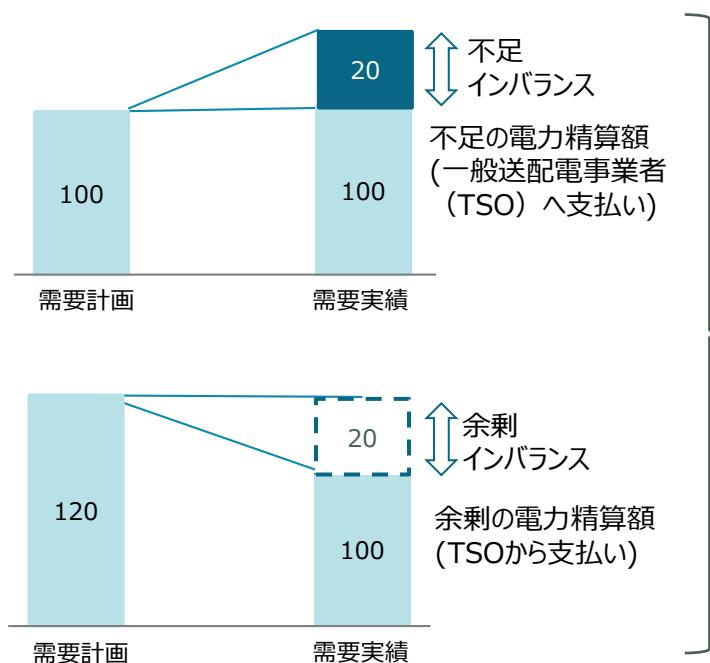 20
不足
インバランス
100
100
不足の電力精算額
(一般送配電事業者
（TSO）へ支払い)
需要計画
需要実績
20
余剰
インバランス
120
100
余剰の電力精算額
(TSOから支払い)
需要計画
需要実績